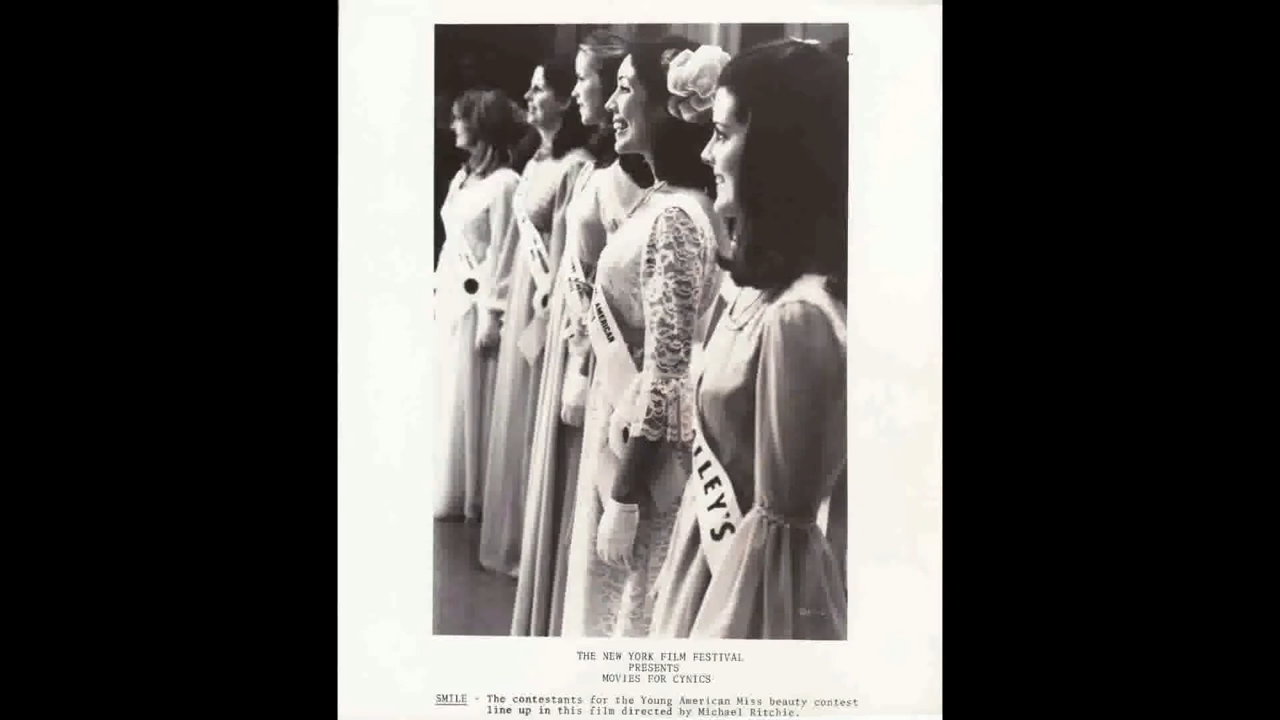 AMERICAN
LLEY'S
THE NEW YORK FILM FESTIVAL
PRESENTS
MOVIES FOR CYNICS
SMILE - The contestants for the Young American Miss beauty contest
line up in this film directed by Michael Ritchie.